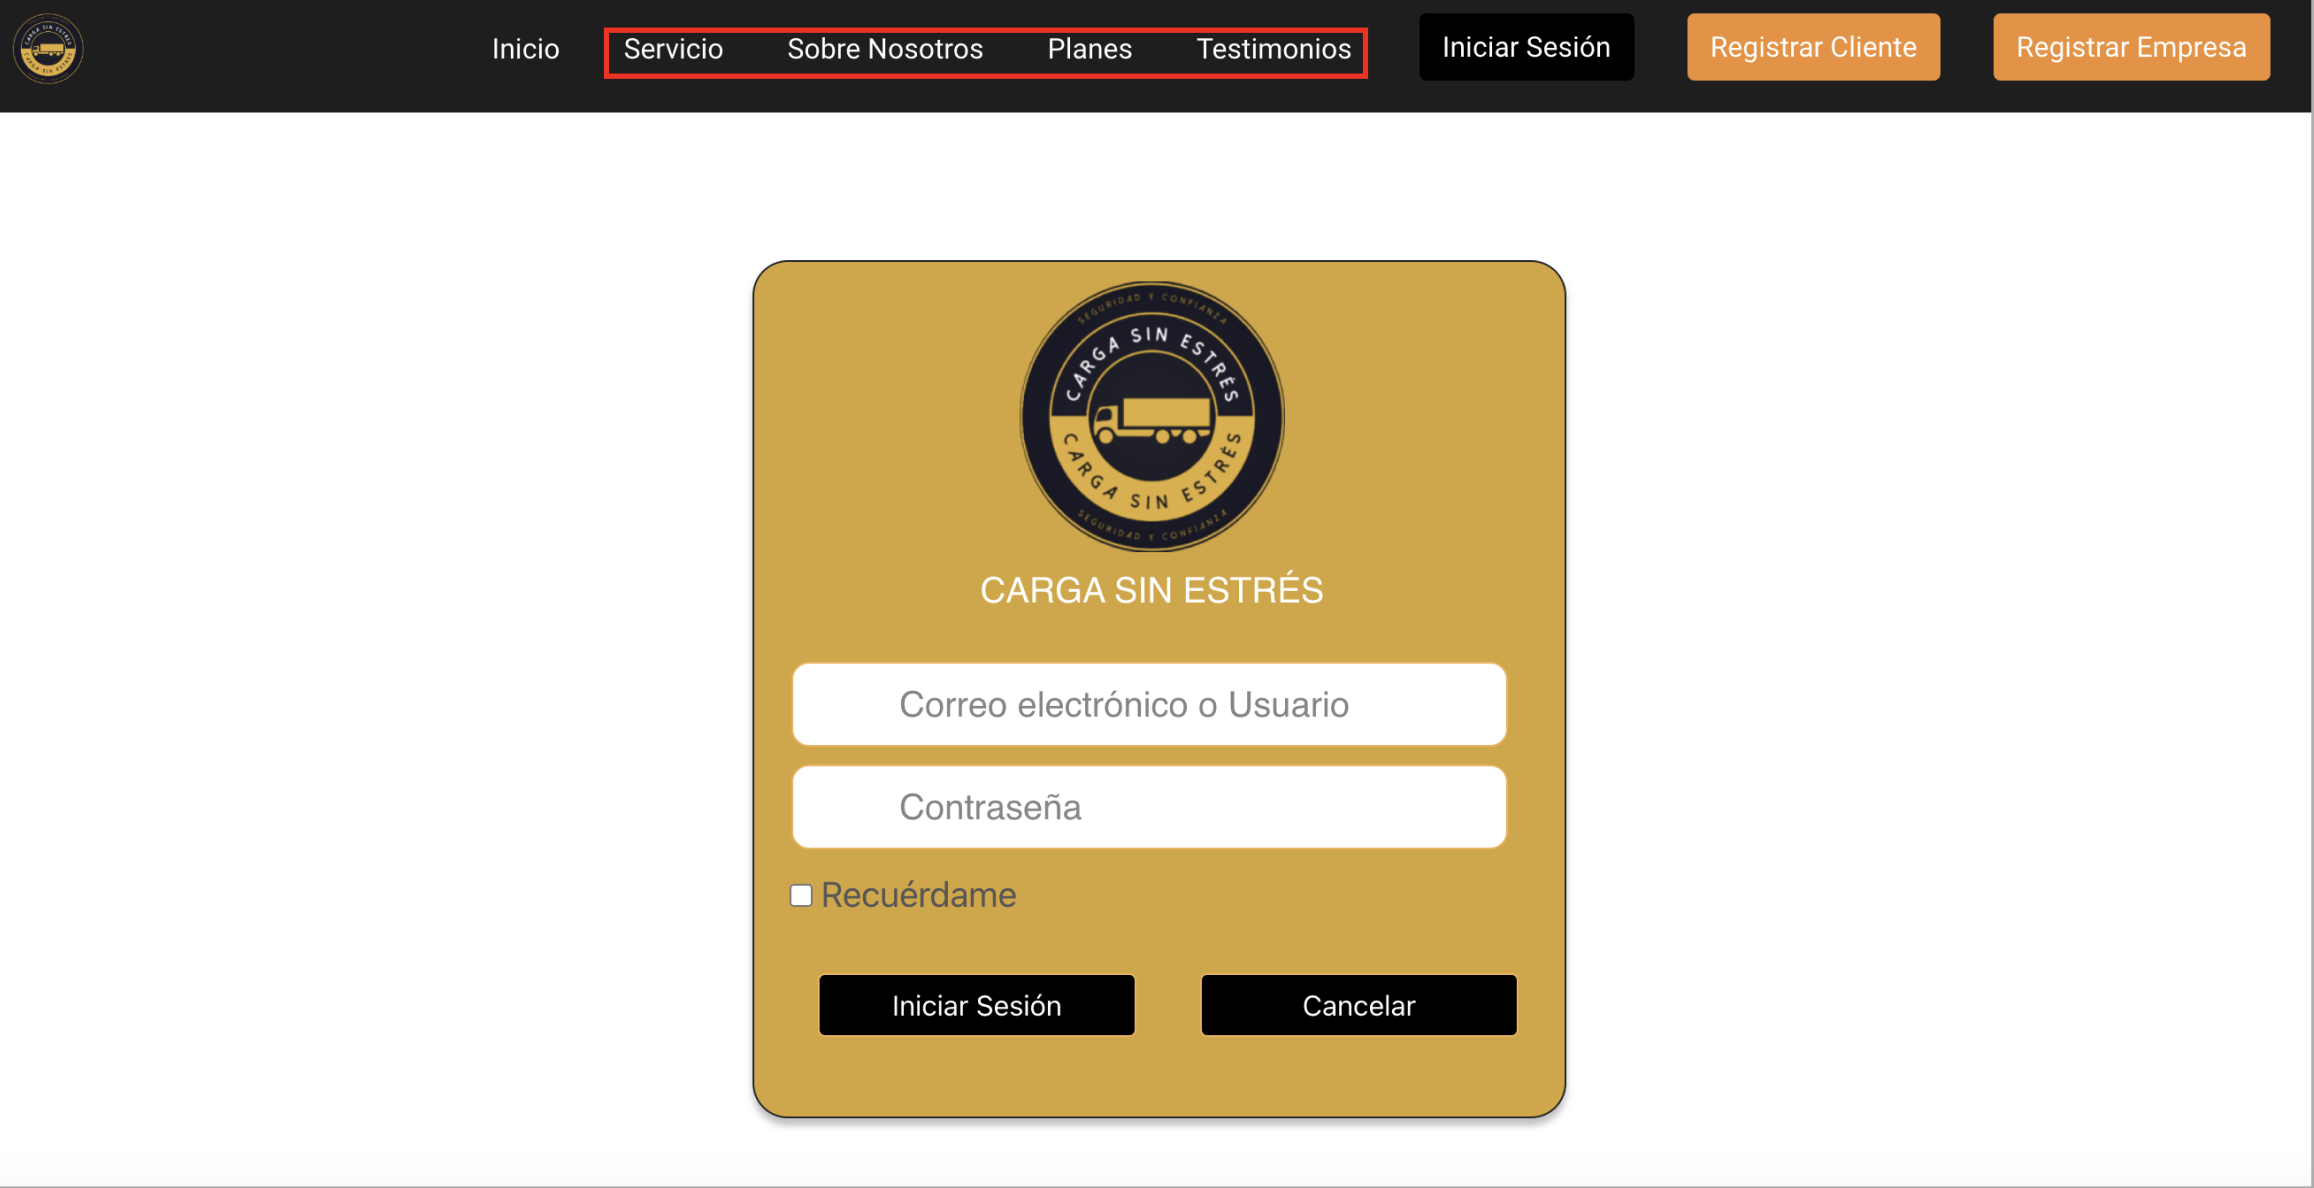 Inicio Servicio Sobre Nosotros Planes Testimonios Iniciar Sesión Registrar Cliente Registrar Empresa
SEGURIDAD Y CONFIANZA
CARGA SIN ESTRÉS
CARGA SIN ESTRÉS
SEGURIDAD Y CONFIANZA
CARGA SIN ESTRÉS
Correo electrónico o Usuario
Contraseña
Recuérdame
Iniciar Sesión Cancelar